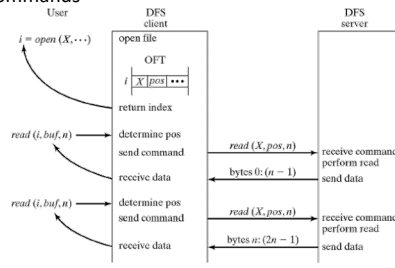 User DFS client DFS server
i = open (X,···) open file
OFT
i X pos •••
return index
read (i, buf, n) determine pos
send command read (X, pos, n) receive command
perform read
receive data bytes 0: (n − 1) send data
read (i, buf, n) determine pos
send command read (X, pos, n) receive command
perform read
receive data bytes n: (2n − 1) send data